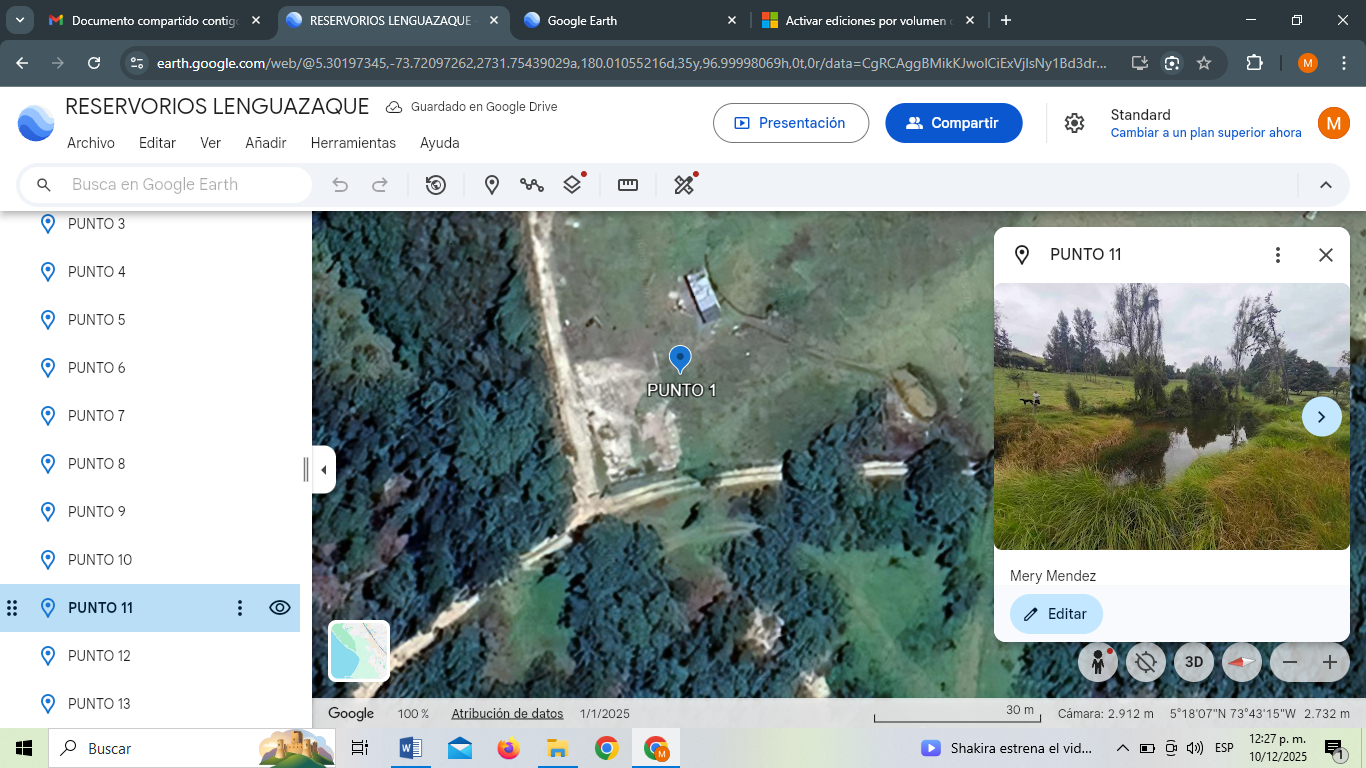 Documento compartido contig
RESERVORIOS LENGUAZAQUE
Google Earth
Activar ediciones por volumen
earth.google.com/web/@5.30197345,-73.72097262,2731.75439029a,180.01055216d,35y,96.99998069h,0t,0r/data=CgRCAggBMikKJwolCiExVjlsNy1Bd3dr...
M
RESERVORIOS LENGUAZAQUE
Guardado en Google Drive
Archivo Editar Ver Añadir Herramientas Ayuda
Presentación
Compartir
Standard
Cambiar a un plan superior ahora
M
Busca en Google Earth
PUNTO 3
PUNTO 4
PUNTO 5
PUNTO 6
PUNTO 7
PUNTO 8
PUNTO 9
PUNTO 10
PUNTO 11
PUNTO 12
PUNTO 13
PUNTO 1
PUNTO 11
Mery Mendez
Editar
3D
Google 100 % Atribución de datos 1/1/2025 30 m Cámara: 2.912 m 5°18'07"N 73°43'15"W 2.732 m
Buscar
Shakira estrena el vid...
ESP
12:27 p. m.
10/12/2025
1